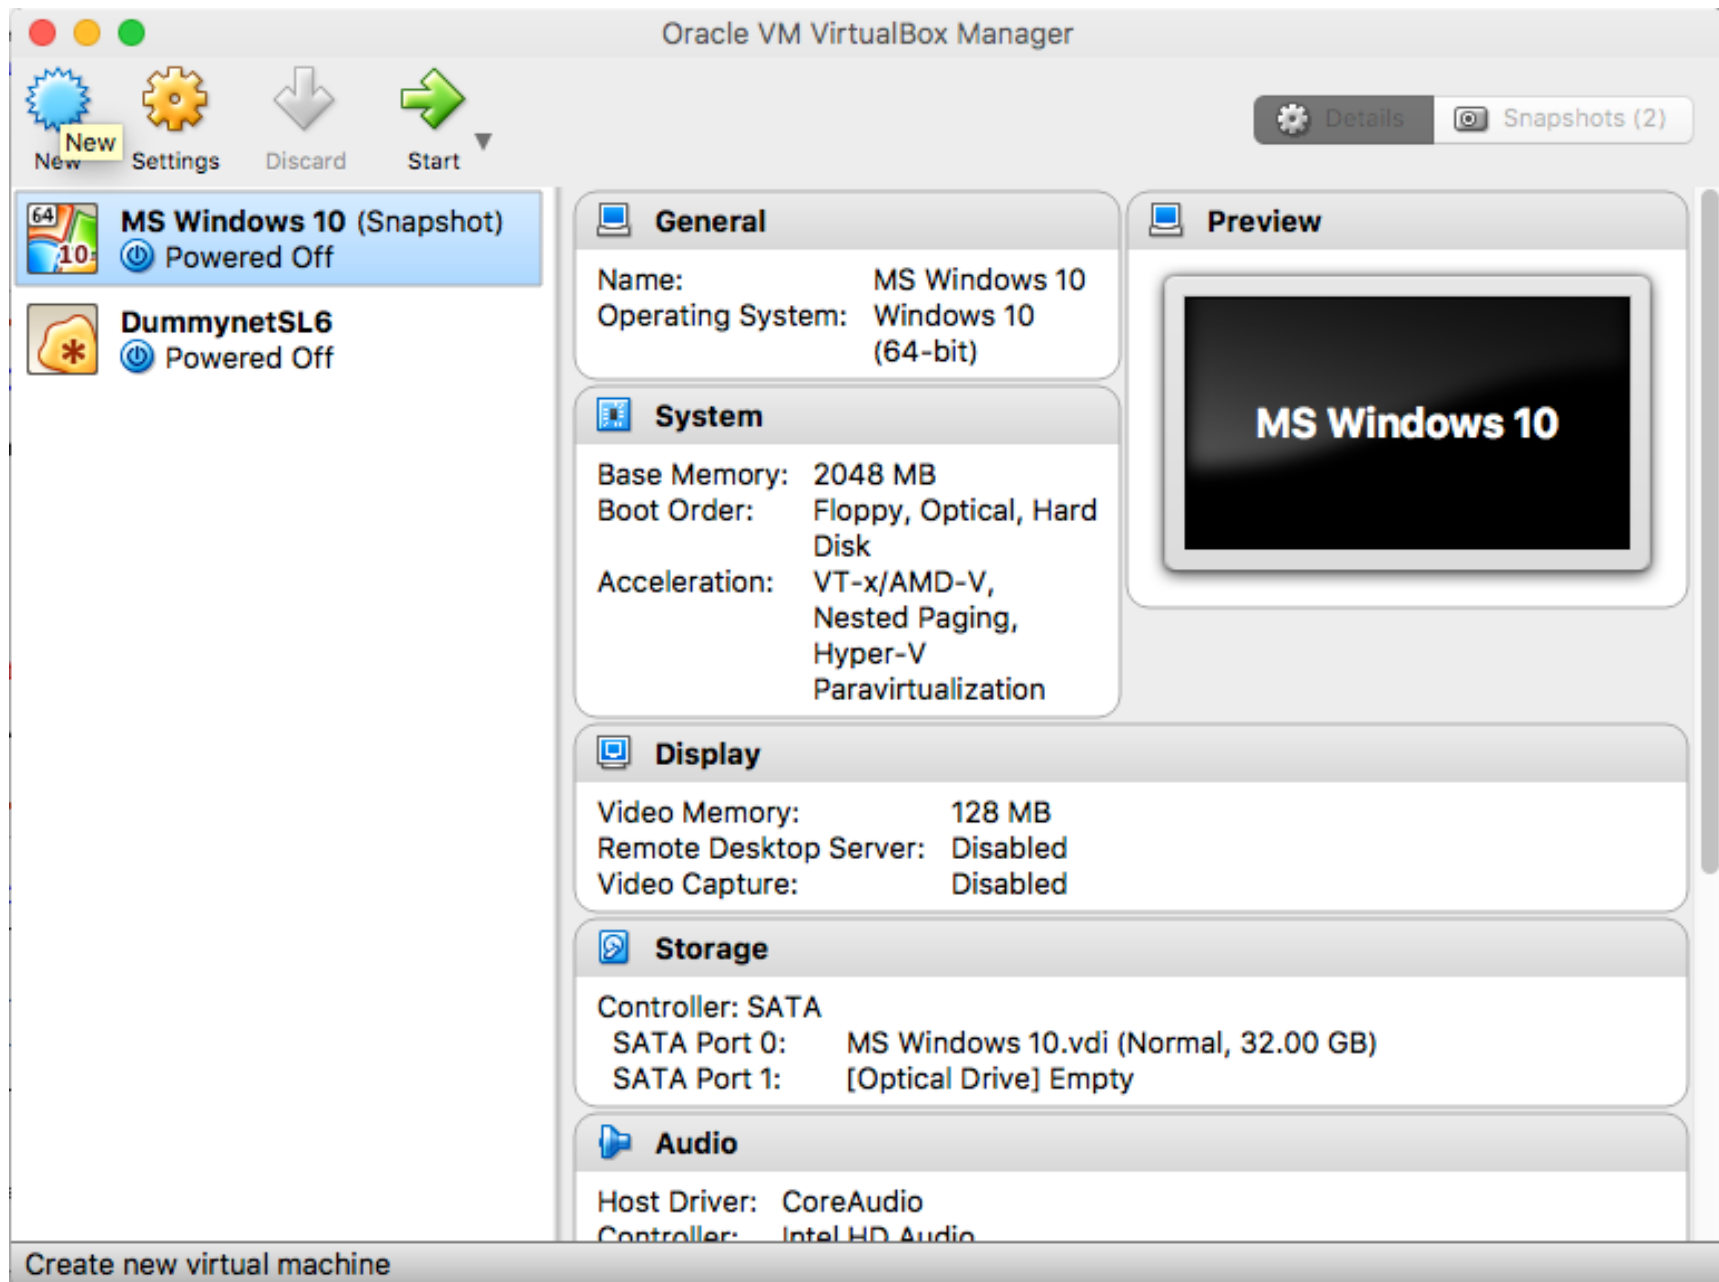 Oracle VM VirtualBox Manager
New
New
Settings
Discard
Start
Details
Snapshots (2)
64
10
MS Windows 10 (Snapshot)
Powered Off
DummynetSL6
Powered Off
General
Name: MS Windows 10
Operating System: Windows 10
(64-bit)
Preview
MS Windows 10
System
Base Memory: 2048 MB
Boot Order: Floppy, Optical, Hard
Disk
Acceleration: VT-x/AMD-V,
Nested Paging,
Hyper-V
Paravirtualization
Display
Video Memory: 128 MB
Remote Desktop Server: Disabled
Video Capture: Disabled
Storage
Controller: SATA
SATA Port 0: MS Windows 10.vdi (Normal, 32.00 GB)
SATA Port 1: [Optical Drive] Empty
Audio
Host Driver: CoreAudio
Controller: Intel HD Audio
Create new virtual machine